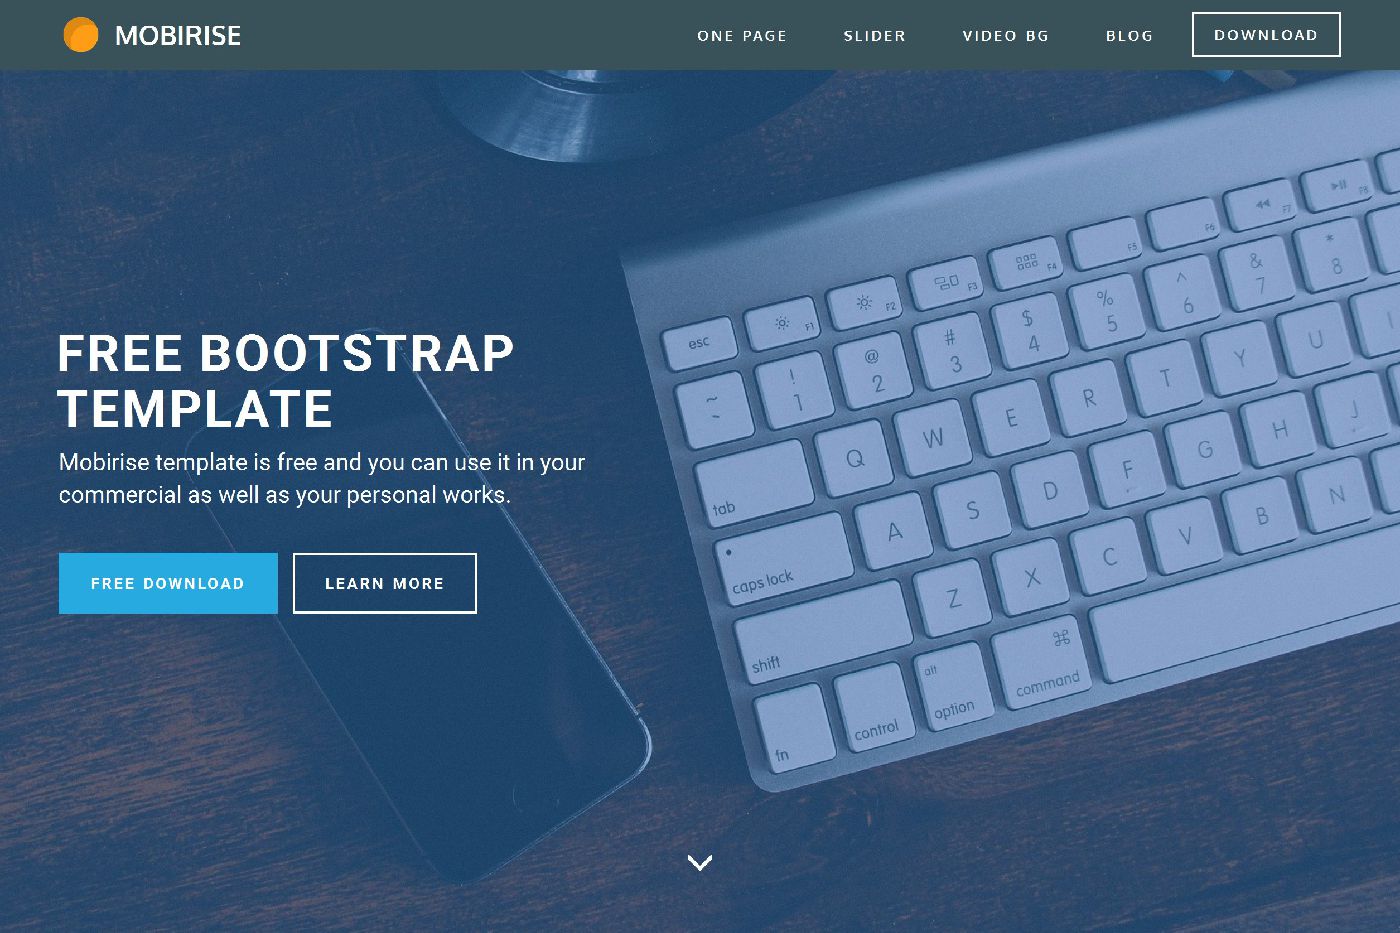 MOBIRISE
ONE PAGE SLIDER VIDEO BG BLOG DOWNLOAD
FREE BOOTSTRAP
TEMPLATE
Mobirise template is free and you can use it in your
commercial as well as your personal works.
FREE DOWNLOAD LEARN MORE
esc F1 F2 F3 F4 F5 F6 F7 F8
~ ! @ # $ % ^ & *
` 1 2 3 4 5 6 7 8
tab Q W E R T Y U
caps lock A S D F G H J
shift Z X C V B N
fn control alt option ⌘ command